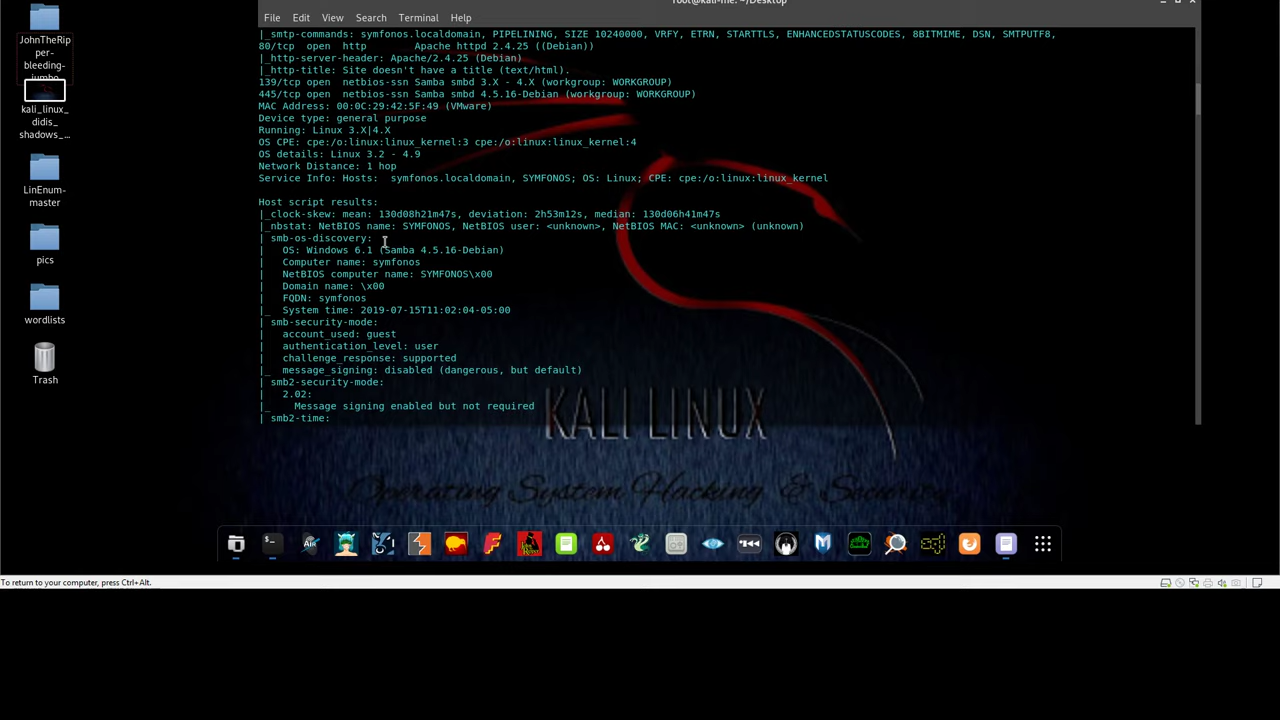 root@kali-me: ~/Desktop
File Edit View Search Terminal Help
|_smtp-commands: symfonos.localdomain, PIPELINING, SIZE 10240000, VRFY, ETRN, STARTTLS, ENHANCEDSTATUSCODES, 8BITMIME, DSN, SMTPUTF8,
80/tcp open http Apache httpd 2.4.25 ((Debian))
|_http-server-header: Apache/2.4.25 (Debian)
|_http-title: Site doesn't have a title (text/html).
139/tcp open netbios-ssn Samba smbd 3.X - 4.X (workgroup: WORKGROUP)
445/tcp open netbios-ssn Samba smbd 4.5.16-Debian (workgroup: WORKGROUP)
MAC Address: 00:0C:29:42:5F:49 (VMware)
Device type: general purpose
Running: Linux 3.X|4.X
OS CPE: cpe:/o:linux:linux_kernel:3 cpe:/o:linux:linux_kernel:4
OS details: Linux 3.2 - 4.9
Network Distance: 1 hop
Service Info: Hosts: symfonos.localdomain, SYMFONOS; OS: Linux; CPE: cpe:/o:linux:linux_kernel
Host script results:
|_clock-skew: mean: 130d08h21m47s, deviation: 2h53m12s, median: 130d06h41m47s
|_nbstat: NetBIOS name: SYMFONOS, NetBIOS user: <unknown>, NetBIOS MAC: <unknown> (unknown)
| smb-os-discovery:
| OS: Windows 6.1 (Samba 4.5.16-Debian)
| Computer name: symfonos
| NetBIOS computer name: SYMFONOS\x00
| Domain name: \x00
| FQDN: symfonos
|_ System time: 2019-07-15T11:02:04-05:00
| smb-security-mode:
| account_used: guest
| authentication_level: user
| challenge_response: supported
|_ message_signing: disabled (dangerous, but default)
| smb2-security-mode:
| 2.02:
|_ Message signing enabled but not required
| smb2-time:
JohnTheRip
per-
bleeding-
jumbo
kali_linux_
didis_
shadows_...
LinEnum-
master
pics
wordlists
Trash
KALI LINUX
Operating System Hacking & Security
To return to your computer, press Ctrl+Alt.